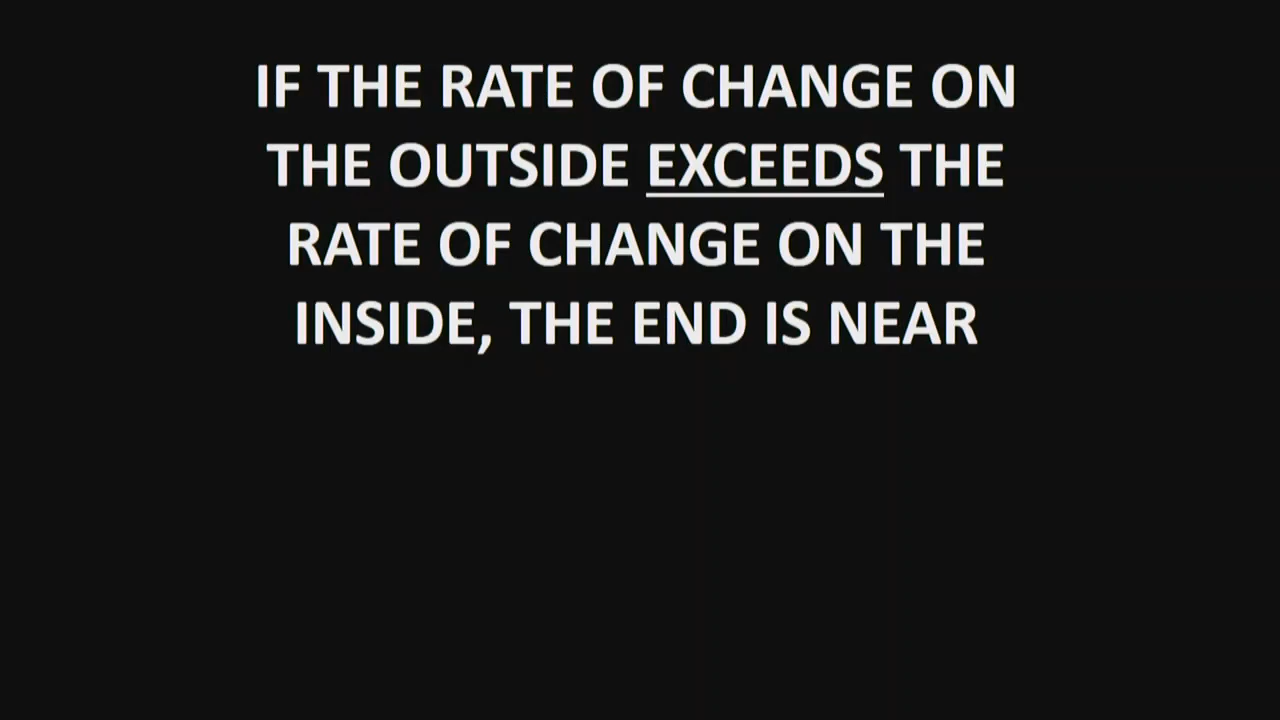 IF THE RATE OF CHANGE ON
THE OUTSIDE EXCEEDS THE
RATE OF CHANGE ON THE
INSIDE, THE END IS NEAR